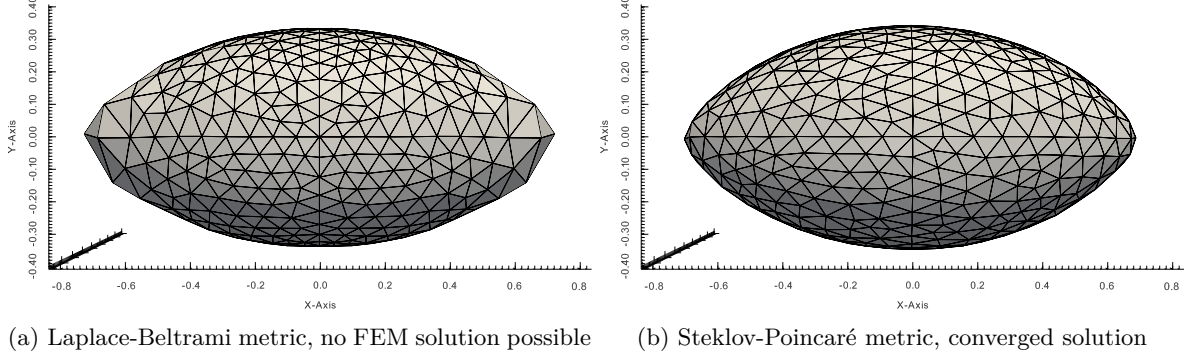 0.40
0.30
0.20
0.10
0.00
-0.10
-0.20
-0.30
-0.40
Y-Axis
-0.8 -0.6 -0.4 -0.2 0.0 0.2 0.4 0.6 0.8
X-Axis
(a) Laplace-Beltrami metric, no FEM solution possible
0.40
0.30
0.20
0.10
0.00
-0.10
-0.20
-0.30
-0.40
Y-Axis
-0.8 -0.6 -0.4 -0.2 0.0 0.2 0.4 0.6 0.8
X-Axis
(b) Steklov-Poincaré metric, converged solution